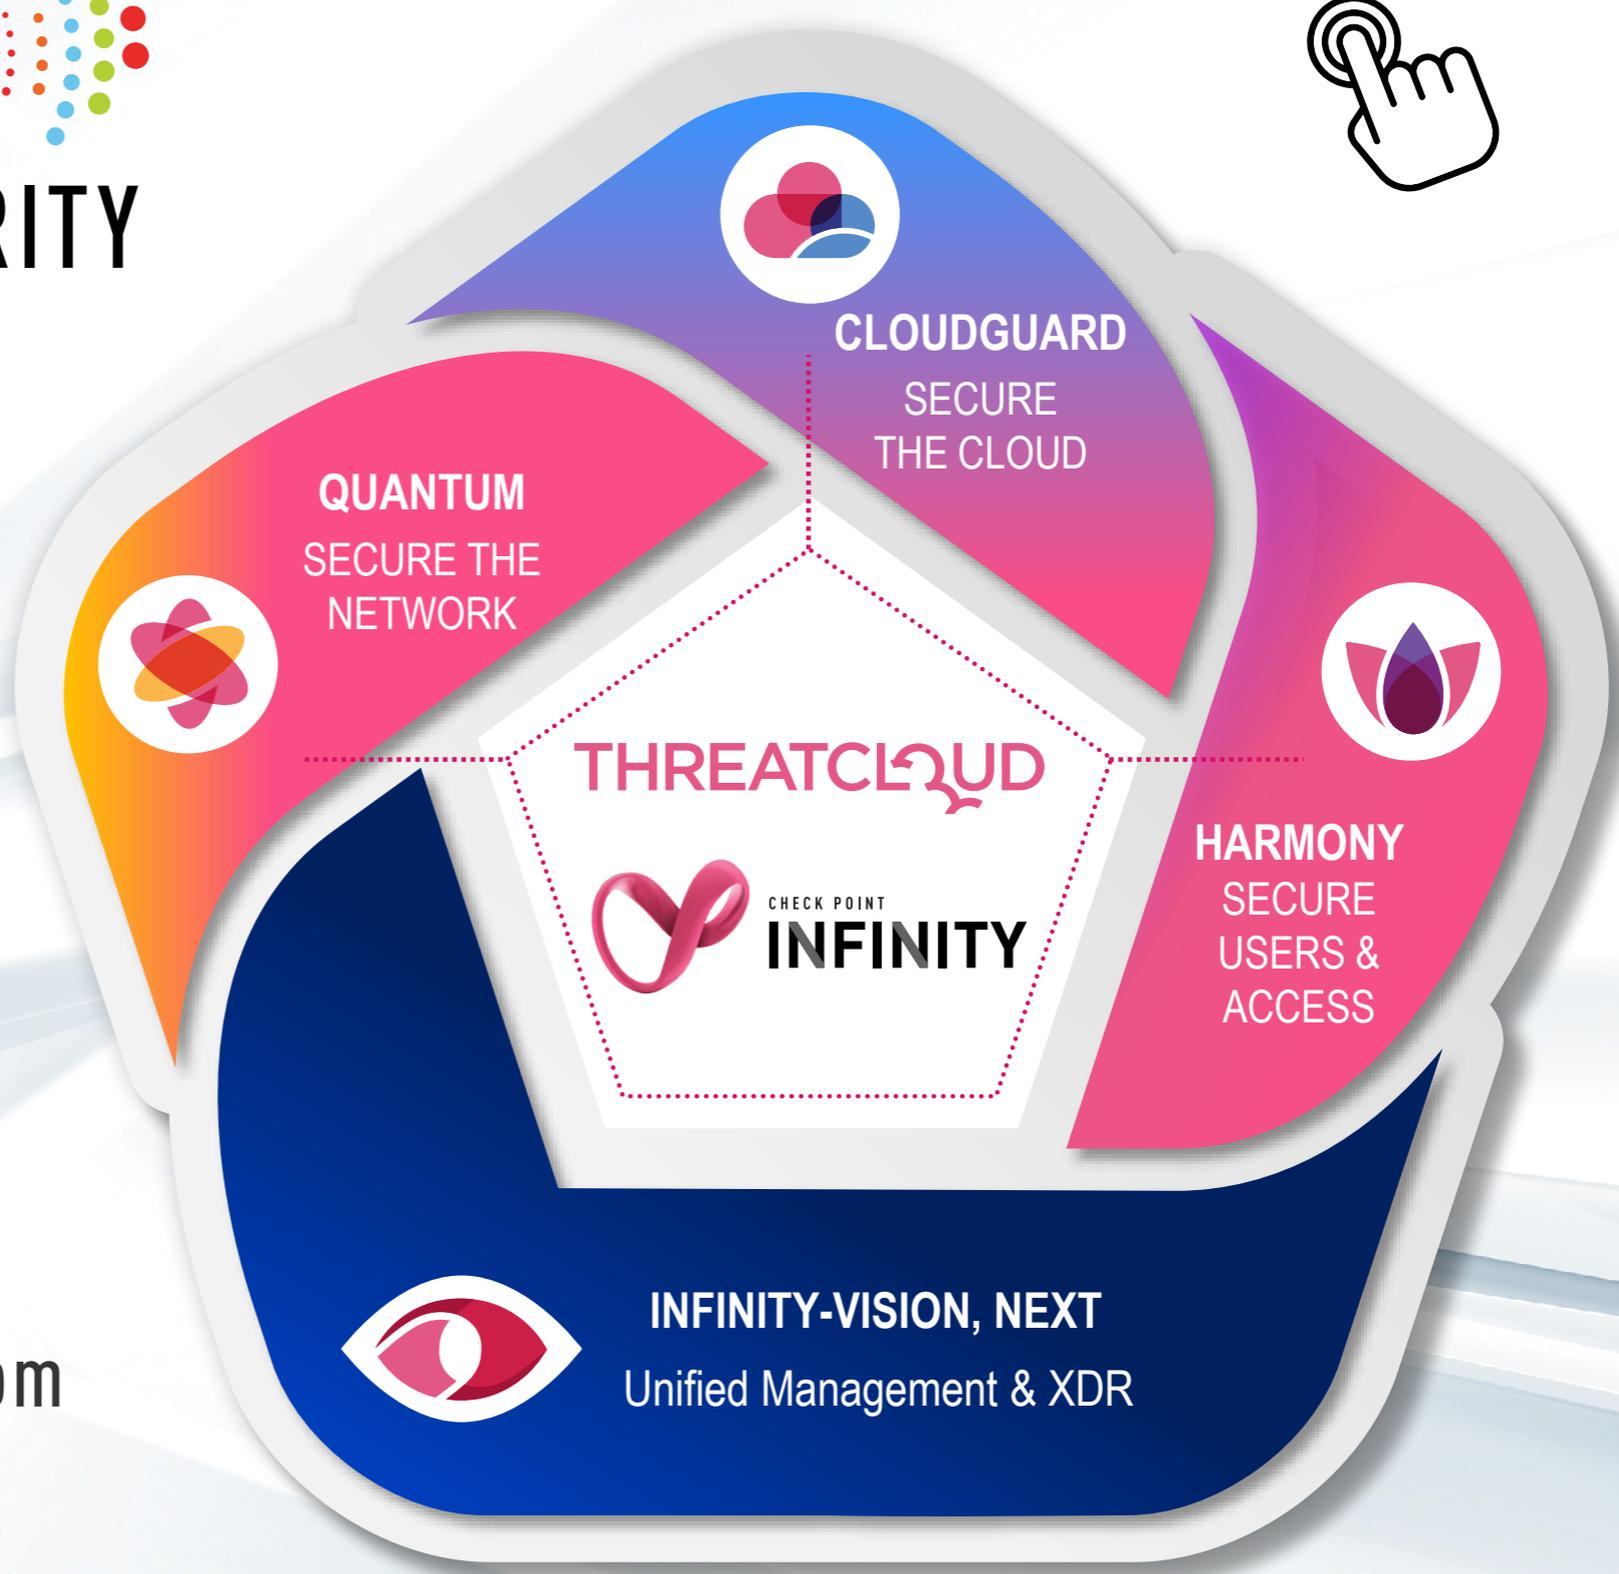 RITY
CLOUDGUARD
SECURE
THE CLOUD
QUANTUM
SECURE THE
NETWORK
THREATCLOUD
CHECK POINT
INFINITY
HARMONY
SECURE
USERS &
ACCESS
INFINITY-VISION, NEXT
Unified Management & XDR
om